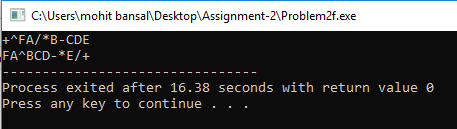 C:\Users\mohit bansal\Desktop\Assignment-2\Problem2f.exe
+^FA/*B-CDE
FA^BCD-*E/+
--------------------------------
Process exited after 16.38 seconds with return value 0
Press any key to continue . . .